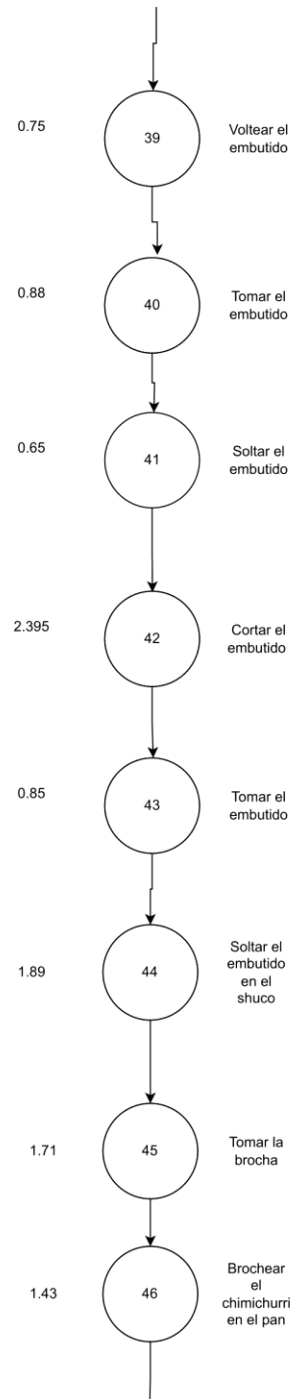 0.75
39
Voltear el
embutido
0.88
40
Tomar el
embutido
0.65
41
Soltar el
embutido
2.395
42
Cortar el
embutido
0.85
43
Tomar el
embutido
1.89
44
Soltar el
embutido
en el
shuco
1.71
45
Tomar la
brocha
1.43
46
Brochear
el
chimichurri
en el pan